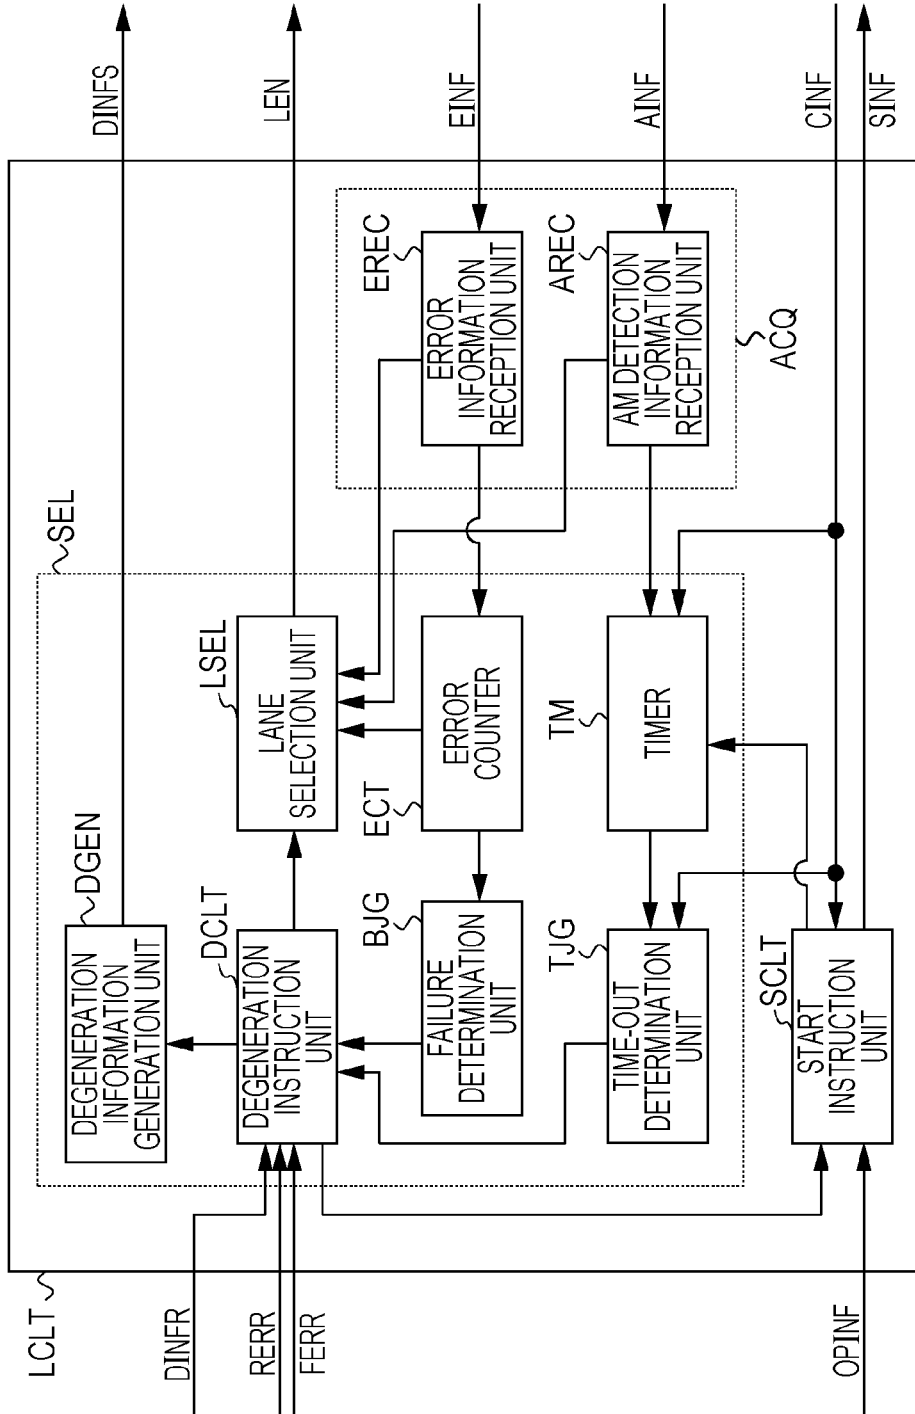 LCLT
DINFR
RERR
FERR
OPINF
SEL
DEGENERATION
INFORMATION
GENERATION UNIT
DGEN
DEGENERATION
INSTRUCTION
UNIT
DCLT
LANE
SELECTION UNIT
LSEL
FAILURE
DETERMINATION
UNIT
BJG
ERROR
COUNTER
ECT
ERROR
INFORMATION
RECEPTION UNIT
EREC
TIME-OUT
DETERMINATION
UNIT
TJG
TIMER
TM
AM DETECTION
INFORMATION
RECEPTION UNIT
AREC
ACQ
START
INSTRUCTION
UNIT
SCLT
DINFS
LEN
EINF
AINF
CINF
SINF